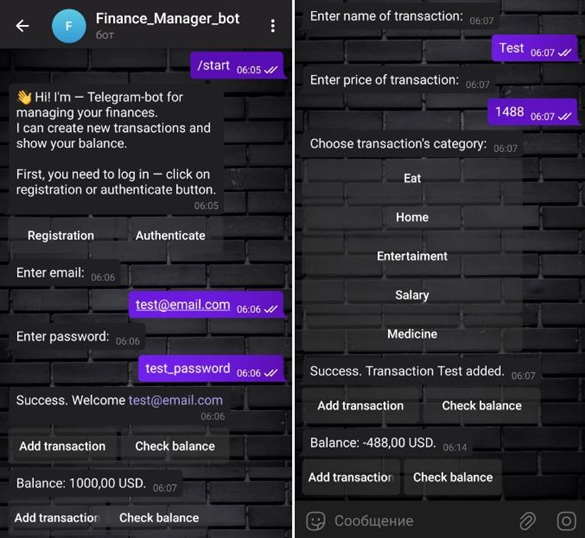 Finance_Manager_bot
F
бот
/start 06:05
👋 Hi! I'm — Telegram-bot for
managing your finances.
I can create new transactions and
show your balance.
First, you need to log in — click on
registration or authenticate button.
06:05
Registration Authenticate
Enter email: 06:06
test@email.com 06:06
Enter password: 06:06
test_password 06:06
Success. Welcome test@email.com
06:06
Add transaction Check balance
Balance: 1000,00 USD. 06:07
Add transaction Check balance
Enter name of transaction: 06:07
Test 06:07
Enter price of transaction: 06:07
1488 06:07
Choose transaction's category: 06:07
Eat
Home
Entertaiment
Salary
Medicine
Success. Transaction Test added. 06:07
Add transaction Check balance
Balance: -488,00 USD. 06:14
Add transaction Check balance
Сообщение